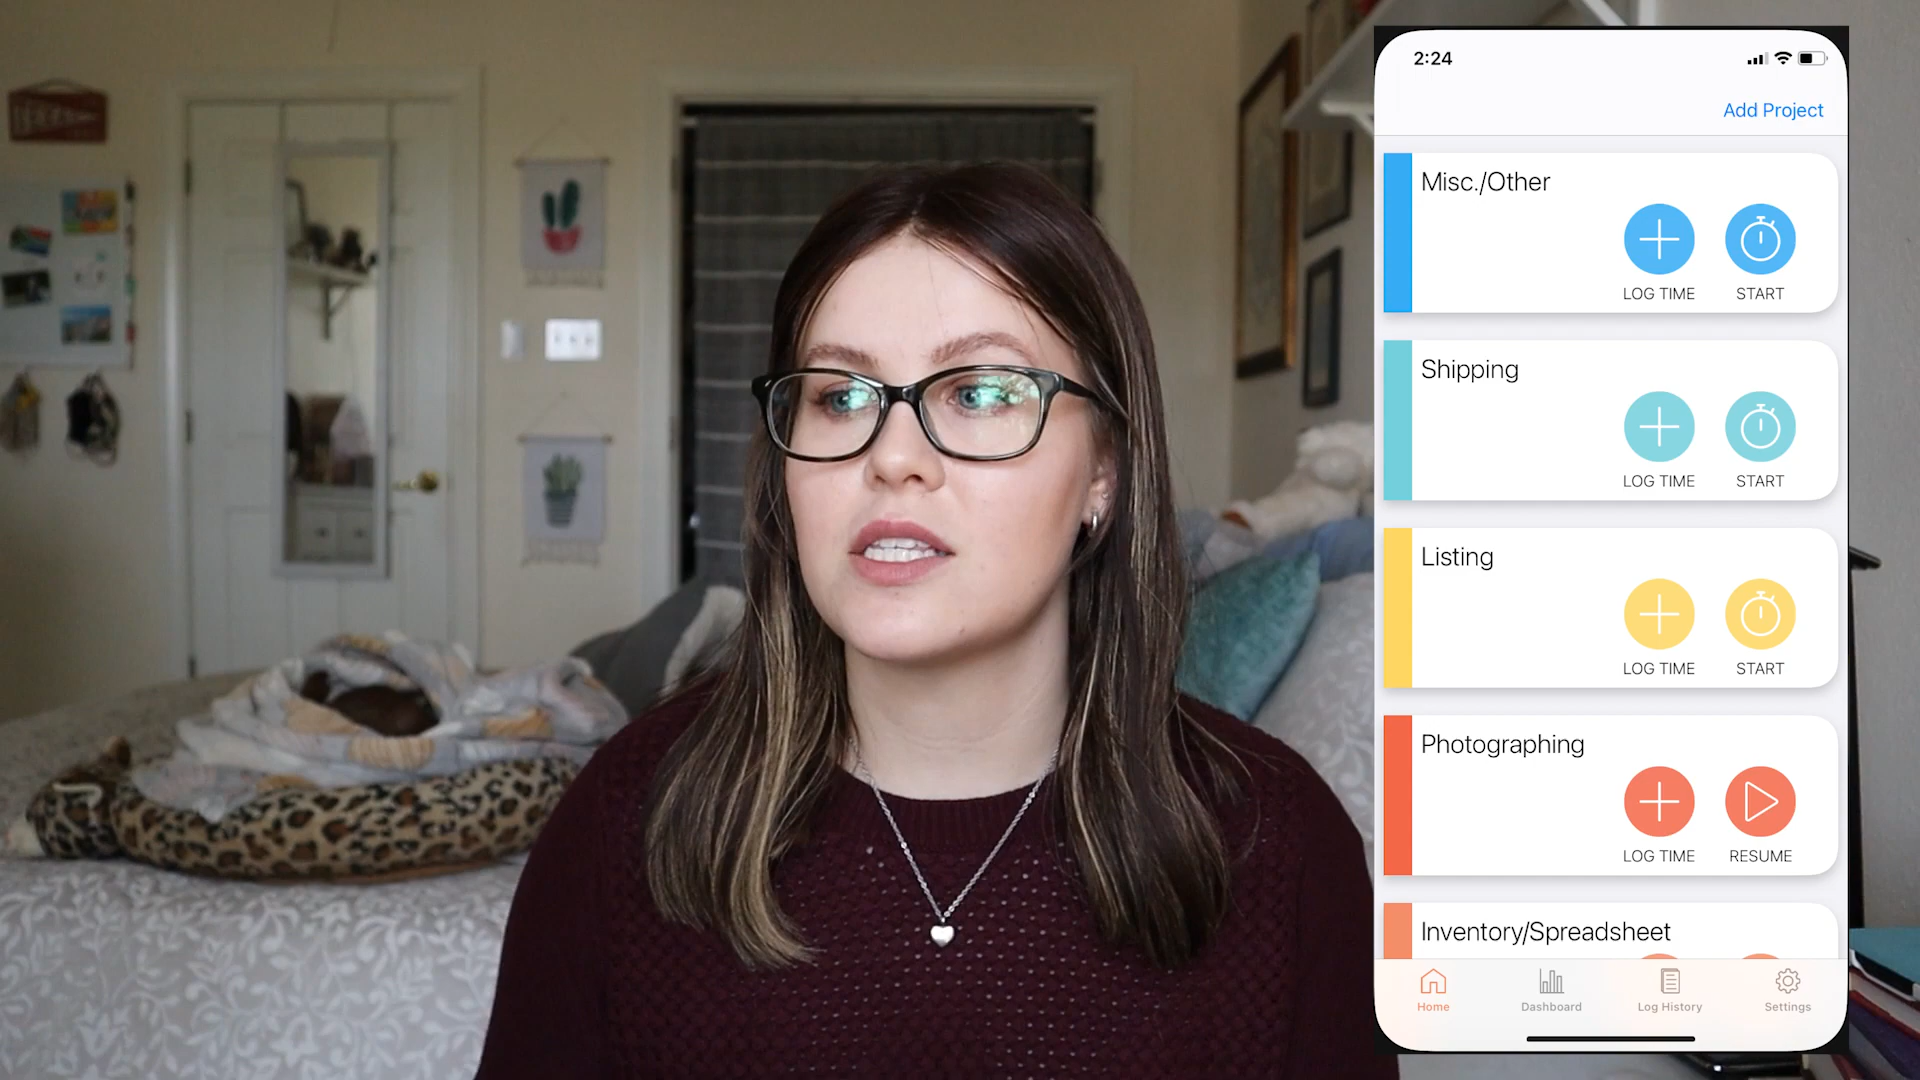 2:24
Add Project
Misc./Other
LOG TIME START
Shipping
LOG TIME START
Listing
LOG TIME START
Photographing
LOG TIME RESUME
Inventory/Spreadsheet
Home Dashboard Log History Settings